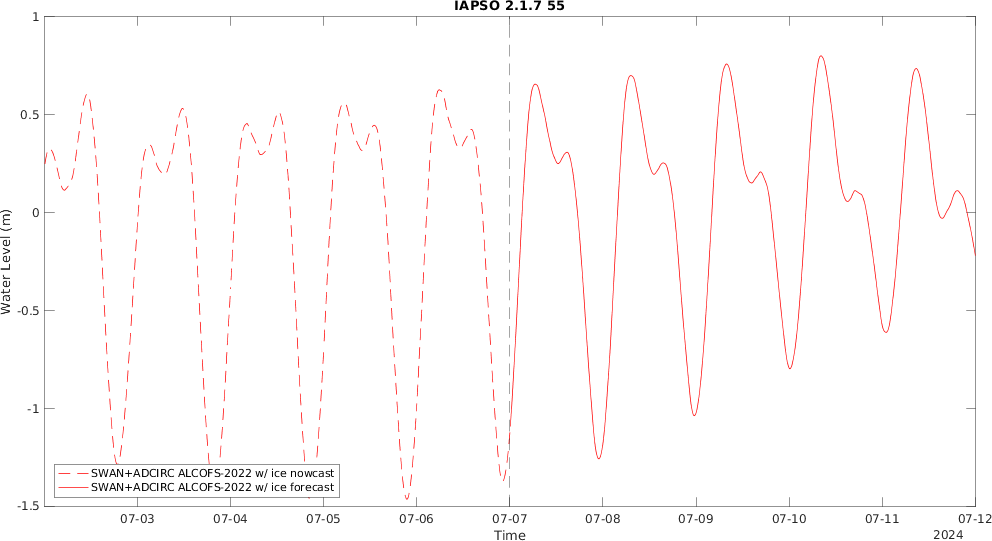 IAPSO 2.1.7 55
1
0.5
0
-0.5
-1
-1.5
Water Level (m)
SWAN+ADCIRC ALCOFS-2022 w/ ice nowcast
SWAN+ADCIRC ALCOFS-2022 w/ ice forecast
07-03 07-04 07-05 07-06 07-07 07-08 07-09 07-10 07-11 07-12
Time
2024